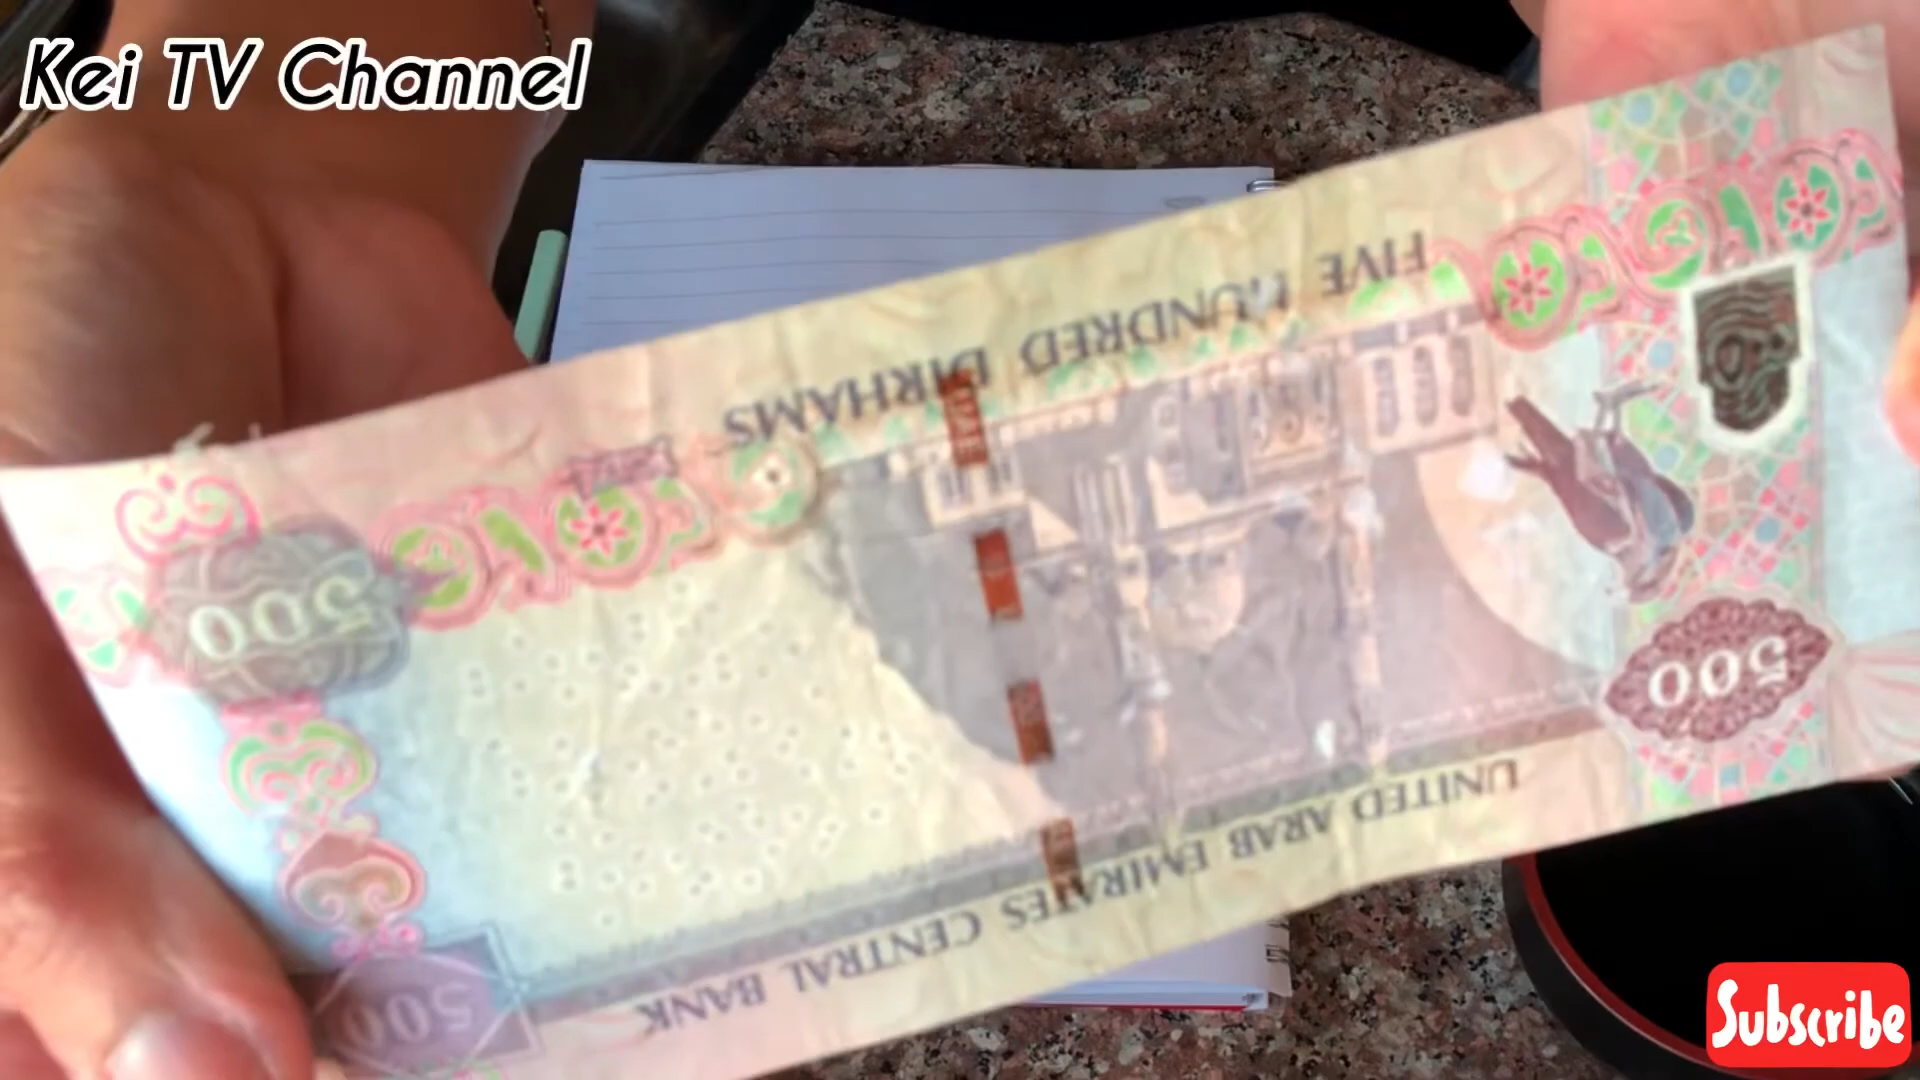 Kei TV Channel
UNITED ARAB EMIRATES CENTRAL BANK
500
500
500
FIVE HUNDRED DIRHAMS
Subscribe